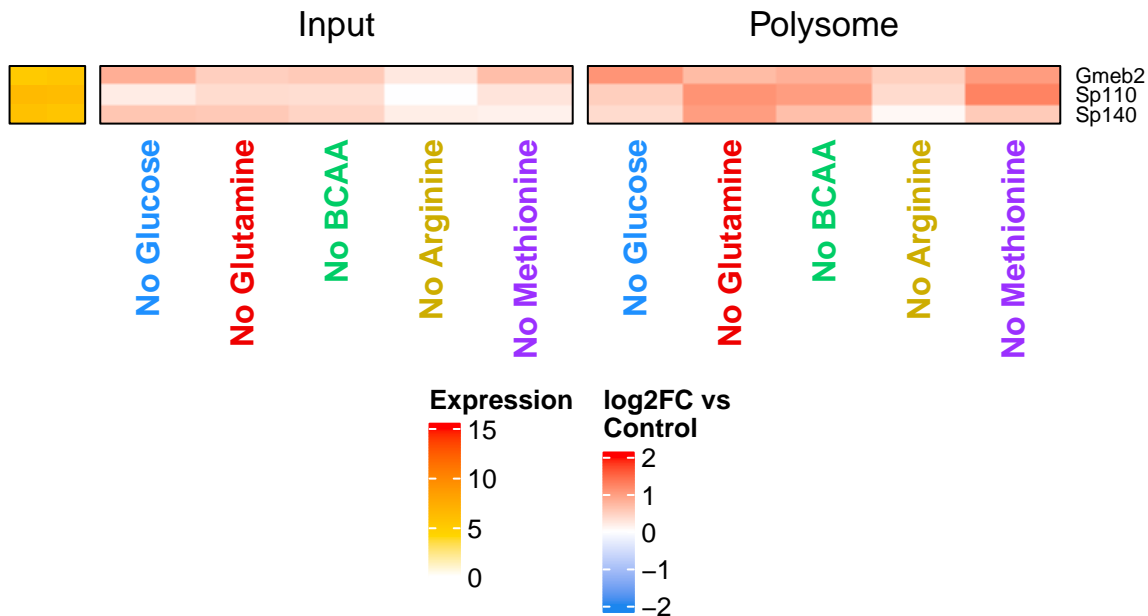 Input
Polysome
Gmeb2
Sp110
Sp140
No Glucose
No Glutamine
No BCAA
No Arginine
No Methionine
No Glucose
No Glutamine
No BCAA
No Arginine
No Methionine
Expression
15
10
5
0
log2FC vs
Control
2
1
0
−1
−2